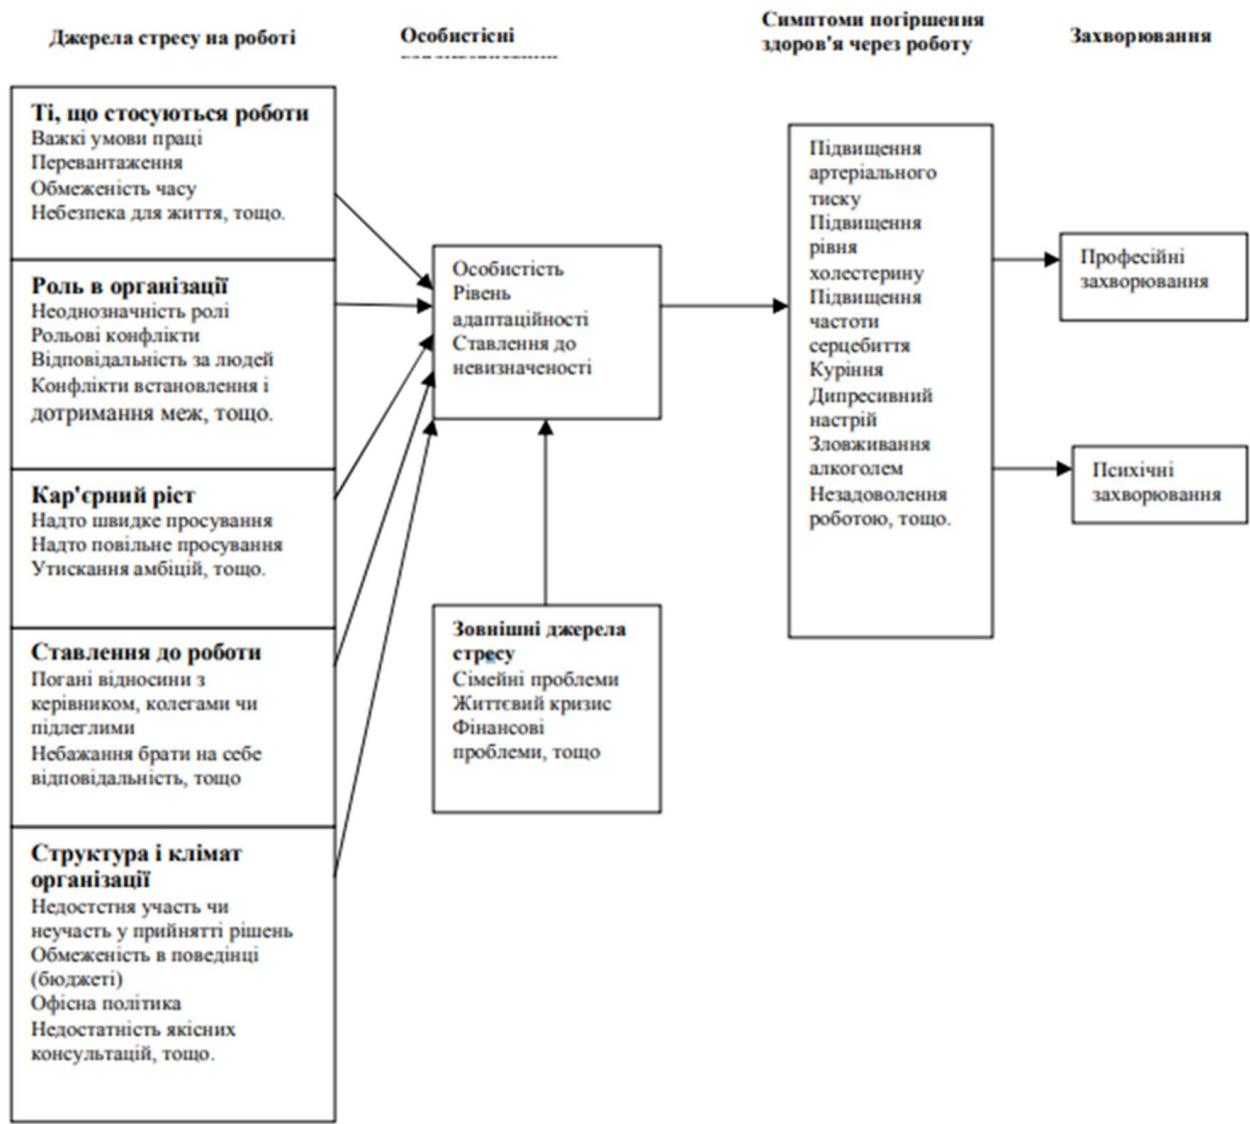 Джерела стресу на роботі
Особистісні
Симптоми погіршення
здоров'я через роботу
Захворювання
Ті, що стосуються роботи
Важкі умови праці
Перевантаження
Обмеженість часу
Небезпека для життя, тощо.
Роль в організації
Неоднозначність ролі
Рольові конфлікти
Відповідальність за людей
Конфлікти встановлення і
дотримання меж, тощо.
Кар'єрний ріст
Надто швидке просування
Надто повільне просування
Утискання амбіцій, тощо.
Ставлення до роботи
Погані відносини з
керівником, колегами чи
підлеглими
Небажання брати на себе
відповідальність, тощо
Структура і клімат
організації
Недостстня участь чи
неучасть у прийнятті рішень
Обмеженість в поведінці
(бюджеті)
Офісна політика
Недостатність якісних
консультацій, тощо.
Особистість
Рівень
адаптаційності
Ставлення до
невизначеності
Зовнішні джерела
стресу
Сімейні проблеми
Життєвий кризис
Фінансові
проблеми, тощо
Підвищення
артеріального
тиску
Підвищення
рівня
холестерину
Підвищення
частоти
серцебиття
Куріння
Дипресивний
настрій
Зловживання
алкоголем
Незадоволення
роботою, тощо.
Професійні
захворювання
Психічні
захворювання